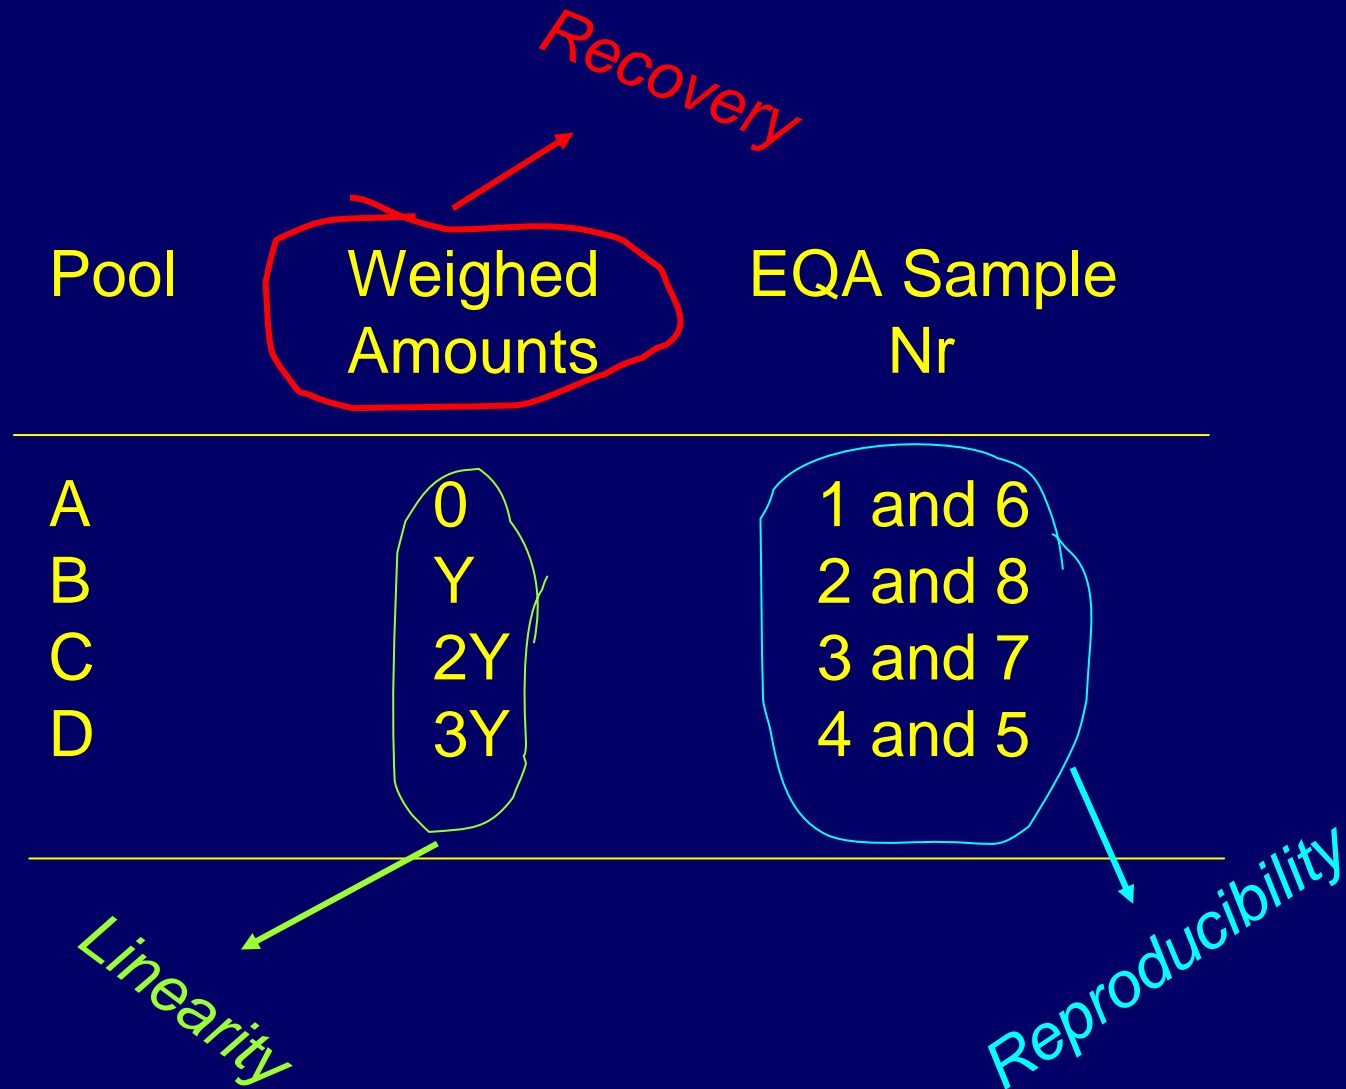 Recovery
Pool Weighed Amounts EQA Sample Nr
A 0 1 and 6
B Y 2 and 8
C 2Y 3 and 7
D 3Y 4 and 5
Linearity
Reproducibility